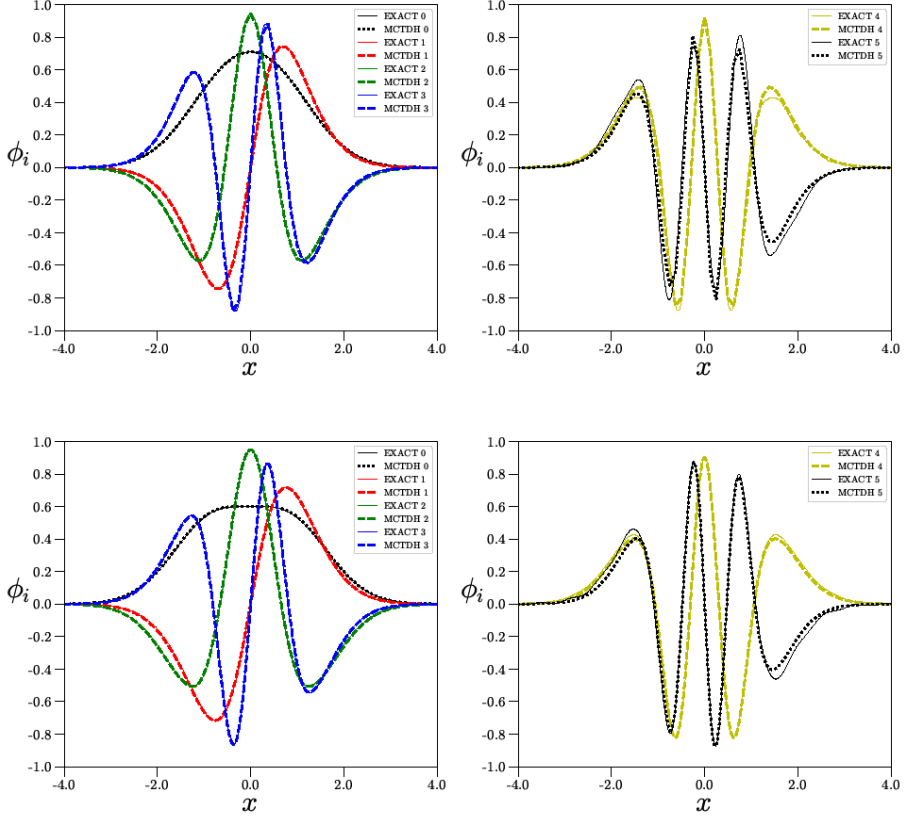 1.0
0.8
0.6
0.4
0.2
0.0
-0.2
-0.4
-0.6
-0.8
-1.0
ϕi
-4.0 -2.0 0.0 2.0 4.0
x
EXACT 0
MCTDH 0
EXACT 1
MCTDH 1
EXACT 2
MCTDH 2
EXACT 3
MCTDH 3
1.0
0.8
0.6
0.4
0.2
0.0
-0.2
-0.4
-0.6
-0.8
-1.0
ϕi
-4.0 -2.0 0.0 2.0 4.0
x
EXACT 4
MCTDH 4
EXACT 5
MCTDH 5
1.0
0.8
0.6
0.4
0.2
0.0
-0.2
-0.4
-0.6
-0.8
-1.0
ϕi
-4.0 -2.0 0.0 2.0 4.0
x
EXACT 0
MCTDH 0
EXACT 1
MCTDH 1
EXACT 2
MCTDH 2
EXACT 3
MCTDH 3
1.0
0.8
0.6
0.4
0.2
0.0
-0.2
-0.4
-0.6
-0.8
-1.0
ϕi
-4.0 -2.0 0.0 2.0 4.0
x
EXACT 4
MCTDH 4
EXACT 5
MCTDH 5